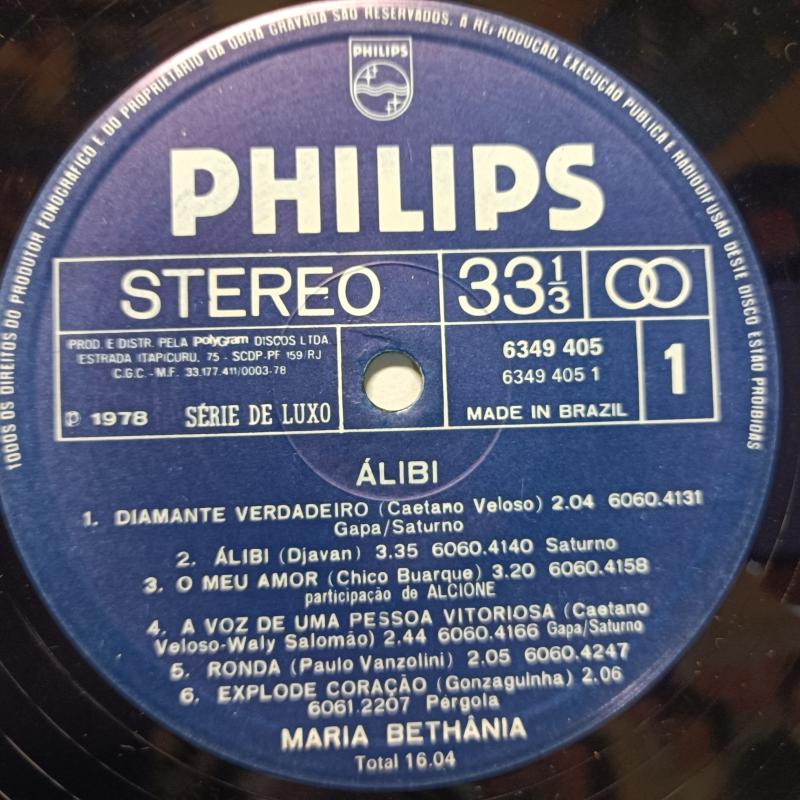 TODOS OS DIREITOS DO PRODUTOR FONOGRÁFICO E DO PROPRIETARIO DA OBRA GRAVADA SÃO RESERVADOS. A REPRODUÇÃO, EXECUÇÃO PUBLICA E RADIODIFUSÃO DESTE DISCO ESTÃO PROIBIDAS
PHILIPS
PHILIPS
STEREO 33 1/3
PROD. E DISTR. PELA polyGram DISCOS LTDA.
ESTRADA ITAPICURU, 75 - SCDP-PF 159/RJ
C.G.C.-M.F. 33.177.411/0003-78
℗ 1978 SÉRIE DE LUXO
6349 405
6349 405 1
MADE IN BRAZIL
1
ÁLIBI
1. DIAMANTE VERDADEIRO (Caetano Veloso) 2.04 6060.4131
Gapa/Saturno
2. ÁLIBI (Djavan) 3.35 6060.4140 Saturno
3. O MEU AMOR (Chico Buarque) 3.20 6060.4158
participação de ALCIONE
4. A VOZ DE UMA PESSOA VITORIOSA (Caetano
Veloso-Waly Salomão) 2.44 6060.4166 Gapa/Saturno
5. RONDA (Paulo Vanzolini) 2.05 6060.4247
6. EXPLODE CORAÇÃO (Gonzaguinha) 2.06
6061.2207 Pérgola
MARIA BETHÂNIA
Total 16.04